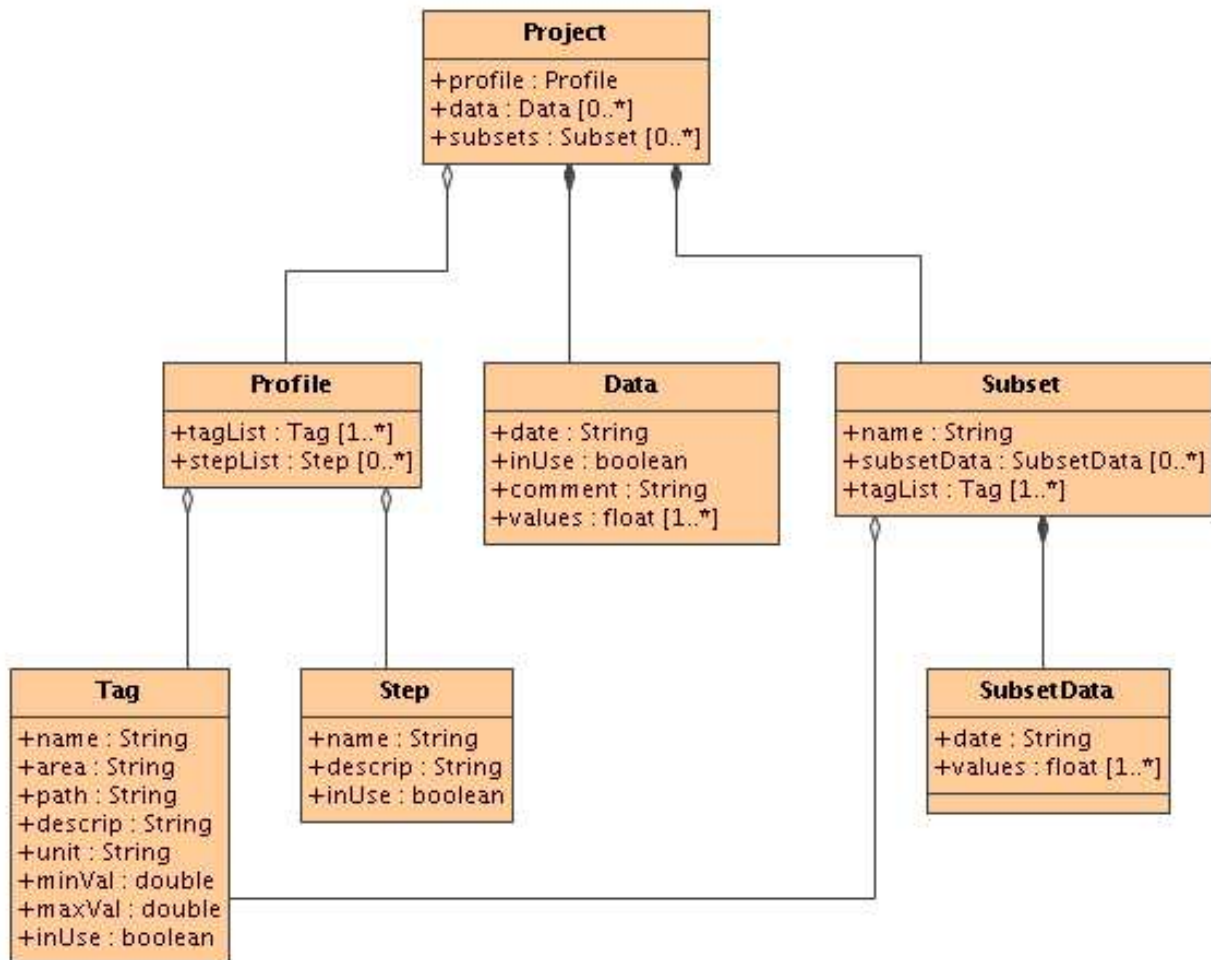 Project
+profile : Profile
+data : Data [0..*]
+subsets : Subset [0..*]
Profile
+tagList : Tag [1..*]
+stepList : Step [0..*]
Data
+date : String
+inUse : boolean
+comment : String
+values : float [1..*]
Subset
+name : String
+subsetData : SubsetData [0..*]
+tagList : Tag [1..*]
Tag
+name : String
+area : String
+path : String
+descrip : String
+unit : String
+minVal : double
+maxVal : double
+inUse : boolean
Step
+name : String
+descrip : String
+inUse : boolean
SubsetData
+date : String
+values : float [1..*]